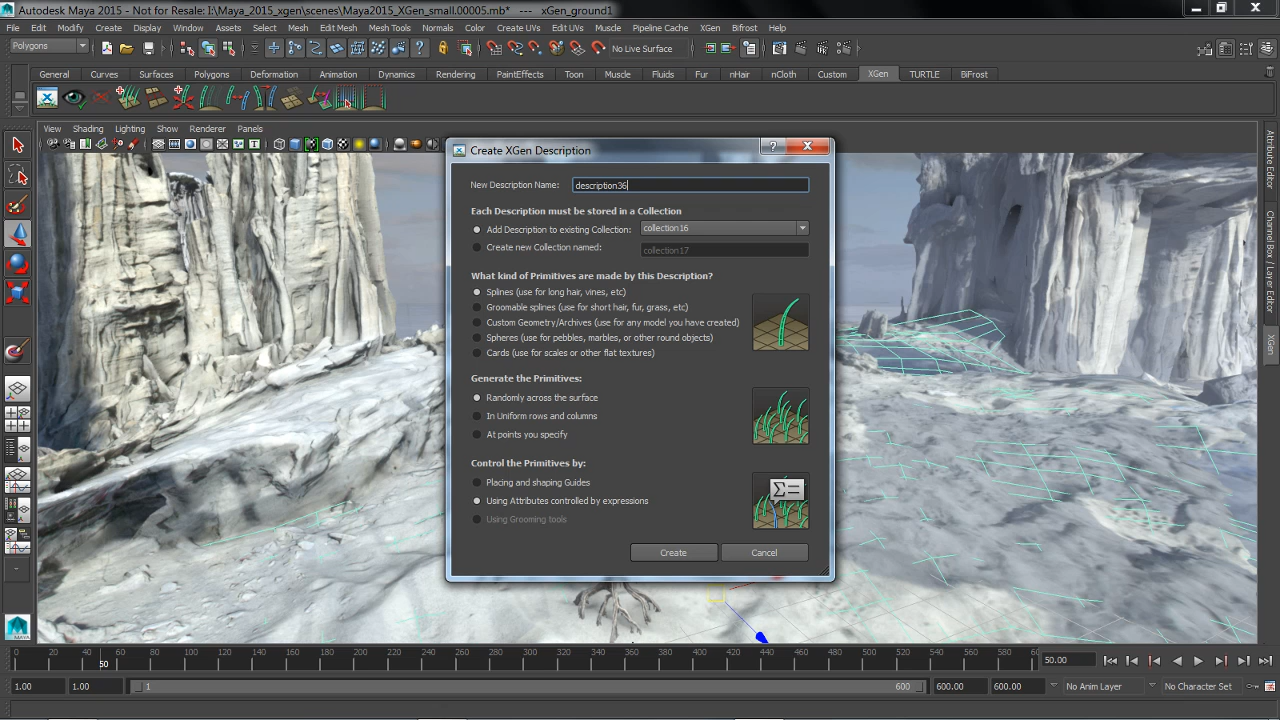 Autodesk Maya 2015 - Not for Resale: I:\Maya_2015_xgen\scenes\Maya2015_XGen_small.00005.mb* --- xGen_ground1
File Edit Modify Create Display Window Assets Select Mesh Edit Mesh Mesh Tools Normals Color Create UVs Edit UVs Muscle Pipeline Cache XGen Bifrost Help
Polygons No Live Surface
General Curves Surfaces Polygons Deformation Animation Dynamics Rendering PaintEffects Toon Muscle Fluids Fur nHair nCloth Custom XGen TURTLE BiFrost
View Shading Lighting Show Renderer Panels
Create XGen Description
New Description Name: description36
Each Description must be stored in a Collection
Add Description to existing Collection: collection16
Create new Collection named: collection17
What kind of Primitives are made by this Description?
Splines (use for long hair, vines, etc)
Groomable splines (use for short hair, fur, grass, etc)
Custom Geometry/Archives (use for any model you have created)
Spheres (use for pebbles, marbles, or other round objects)
Cards (use for scales or other flat textures)
Generate the Primitives:
Randomly across the surface
In Uniform rows and columns
At points you specify
Control the Primitives by:
Placing and shaping Guides
Using Attributes controlled by expressions
Σ=
Using Grooming tools
Create Cancel
Attribute Editor
Channel Box / Layer Editor
XGen
MAYA
0 20 40 60 80 100 120 140 160 180 200 220 240 260 280 300 320 340 360 380 400 420 440 460 480 500 520 540 560 580 60
50 50.00
1.00 1.00 1 600 600.00 600.00 No Anim Layer No Character Set